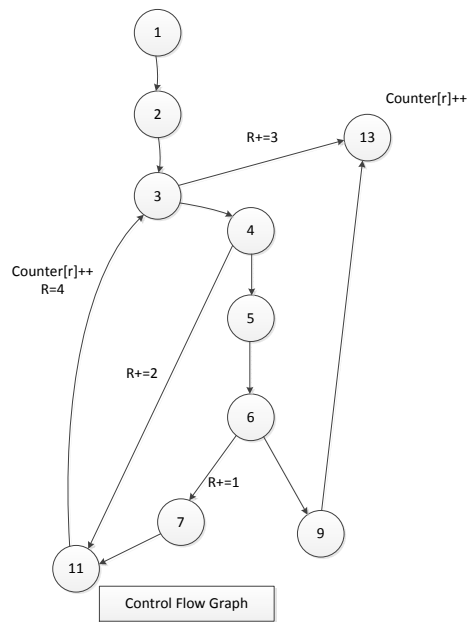 1
2
Counter[r]++
R+=3
13
3
4
Counter[r]++
R=4
5
R+=2
6
R+=1
7
9
11
Control Flow Graph